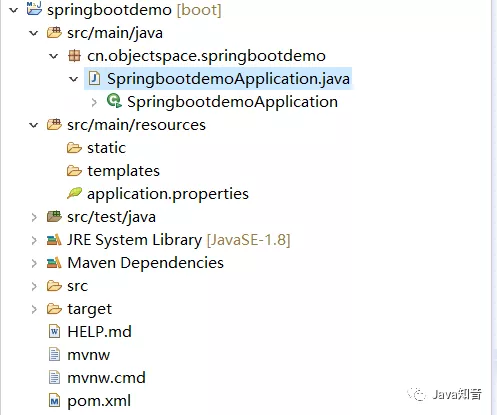 springbootdemo [boot]
src/main/java
cn.objectspace.springbootdemo
SpringbootdemoApplication.java
SpringbootdemoApplication
src/main/resources
static
templates
application.properties
src/test/java
JRE System Library [JavaSE-1.8]
Maven Dependencies
src
target
HELP.md
mvnw
mvnw.cmd
pom.xml
Java知音